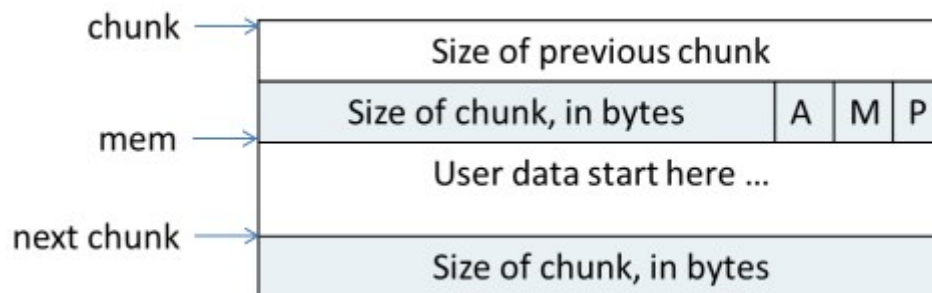 chunk
Size of previous chunk
Size of chunk, in bytes A M P
mem
User data start here ...
next chunk
Size of chunk, in bytes